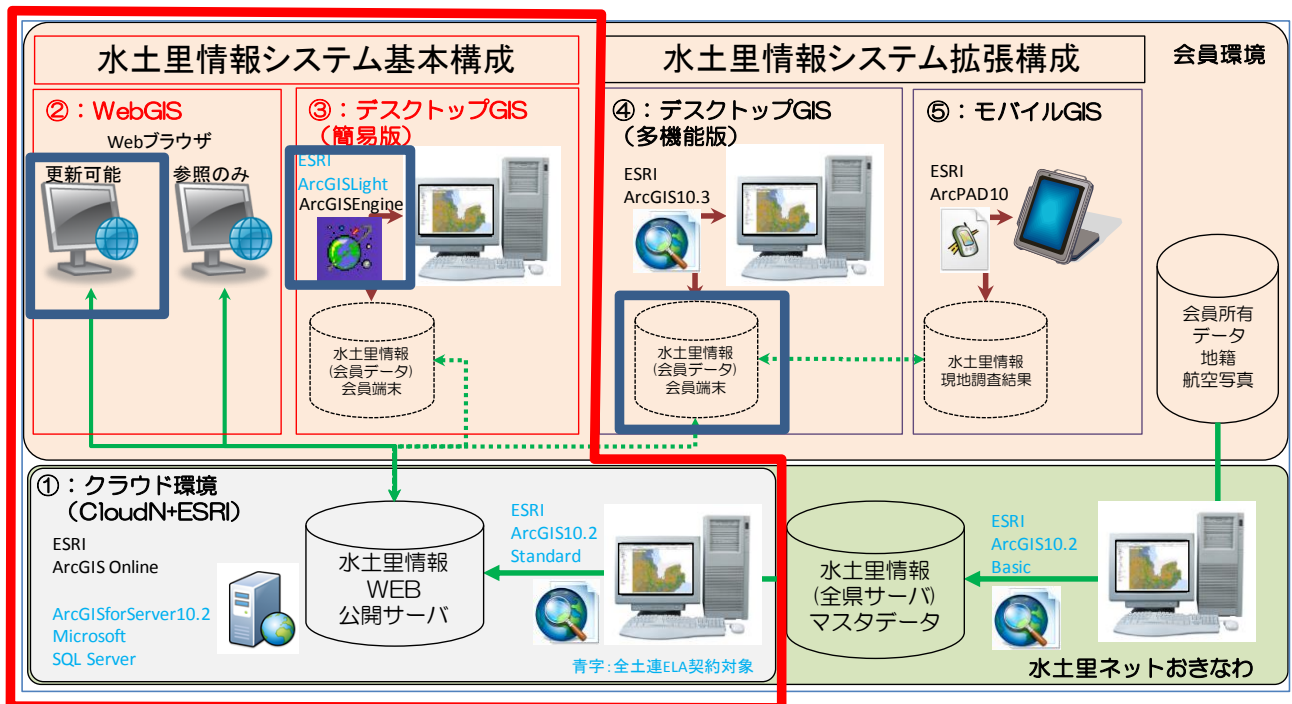 水土里情報システム基本構成
水土里情報システム拡張構成
会員環境
②：WebGIS
Webブラウザ
更新可能
参照のみ
③：デスクトップGIS
（簡易版）
ESRI
ArcGISLight
ArcGISEngine
水土里情報
(会員データ)
会員端末
④：デスクトップGIS
（多機能版）
ESRI
ArcGIS10.3
水土里情報
(会員データ)
会員端末
⑤：モバイルGIS
ESRI
ArcPAD10
水土里情報
現地調査結果
会員所有
データ
地籍
航空写真
①：クラウド環境
（CloudN+ESRI）
ESRI
ArcGIS Online
ArcGISforServer10.2
Microsoft
SQL Server
水土里情報
WEB
公開サーバ
ESRI
ArcGIS10.2
Standard
青字：全土連ELA契約対象
水土里情報
(全県サーバ)
マスタデータ
ESRI
ArcGIS10.2
Basic
水土里ネットおきなわ